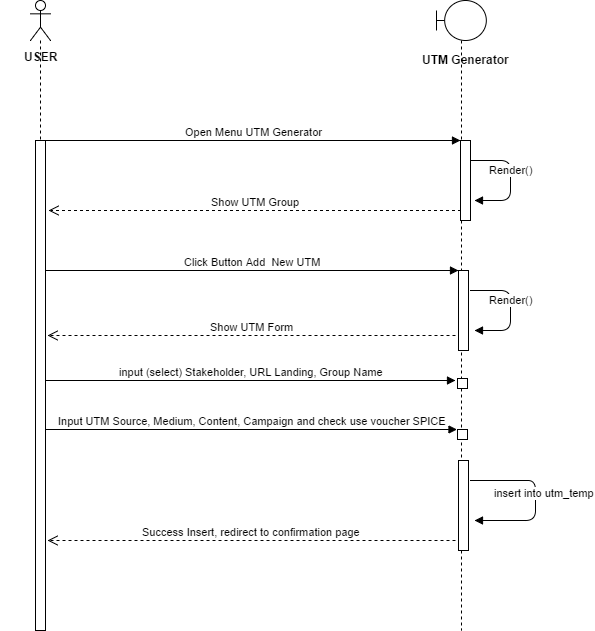 USER
UTM Generator
Open Menu UTM Generator
Render()
Show UTM Group
Click Button Add  New UTM
Render()
Show UTM Form
input (select) Stakeholder, URL Landing, Group Name
Input UTM Source, Medium, Content, Campaign and check use voucher SPICE
insert into utm_temp
Success Insert, redirect to confirmation page